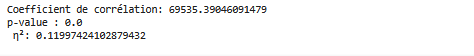 Coefficient de corrélation: 69535.39046091479
p-value : 0.0
η²: 0.11997424102879432